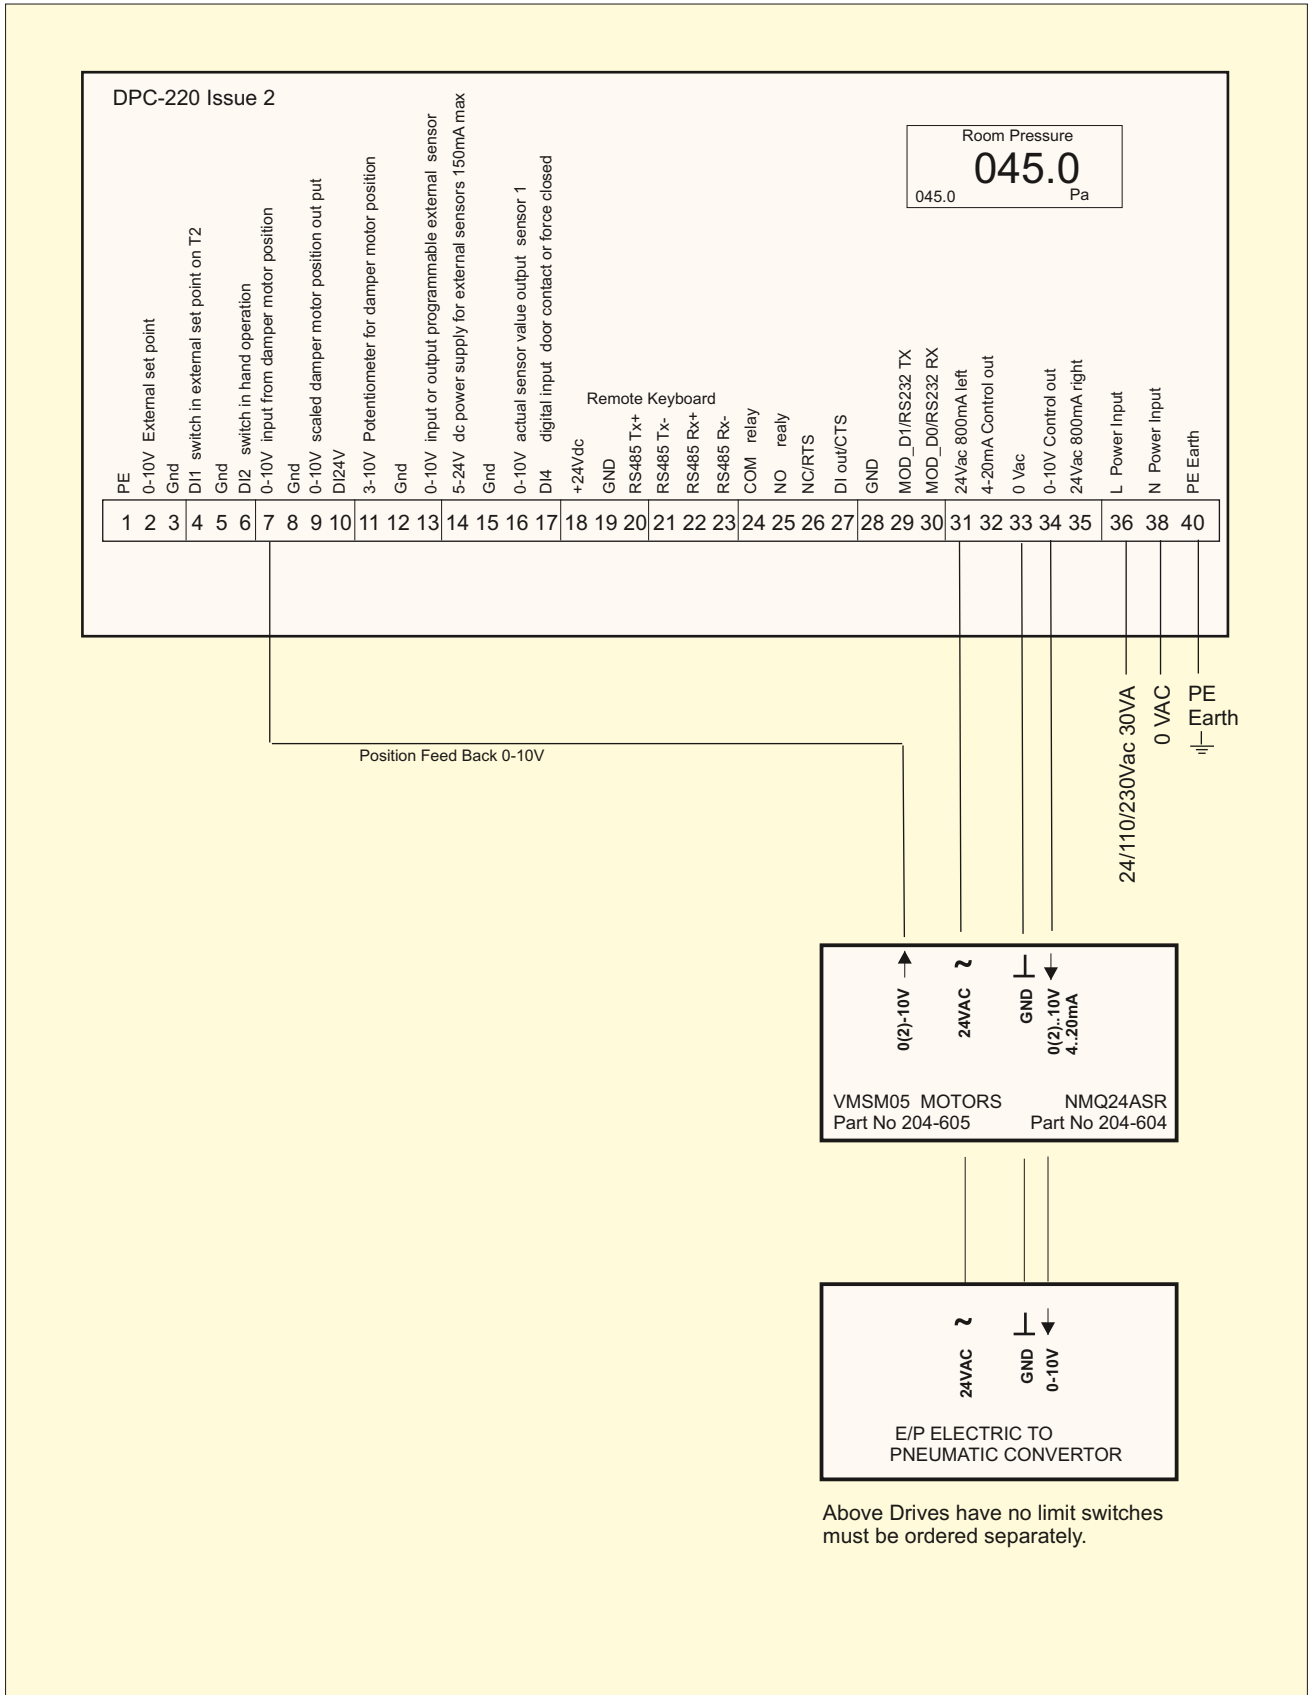 DPC-220 Issue 2
Room Pressure
045.0
045.0
Pa
PE
0-10V External set point
Gnd
DI1 switch in external set point on T2
Gnd
DI2 switch in hand operation
0-10V input from damper motor position
Gnd
0-10V scaled damper motor position out put
DI24V
3-10V Potentiometer for damper motor position
Gnd
0-10V input or output programmable external sensor
5-24V dc power supply for external sensors 150mA max
Gnd
0-10V actual sensor value output sensor 1
DI4 digital input door contact or force closed
+24Vdc
GND
Remote Keyboard
RS485 Tx+
RS485 Tx-
RS485 Rx+
RS485 Rx-
COM relay
NO realy
NC/RTS
DI out/CTS
GND
MOD_D1/RS232 TX
MOD_D0/RS232 RX
24Vac 800mA left
4-20mA Control out
0 Vac
0-10V Control out
24Vac 800mA right
L Power Input
N Power Input
PE Earth
1 2 3 4 5 6 7 8 9 10 11 12 13 14 15 16 17 18 19 20 21 22 23 24 25 26 27 28 29 30 31 32 33 34 35 36 38 40
Position Feed Back 0-10V
24/110/230Vac 30VA
0 VAC
PE
Earth
0(2)-10V
~
24VAC
GND
0(2)..10V
4..20mA
VMSM05 MOTORS
Part No 204-605
NMQ24ASR
Part No 204-604
~
24VAC
GND
0-10V
E/P ELECTRIC TO
PNEUMATIC CONVERTOR
Above Drives have no limit switches
must be ordered separately.